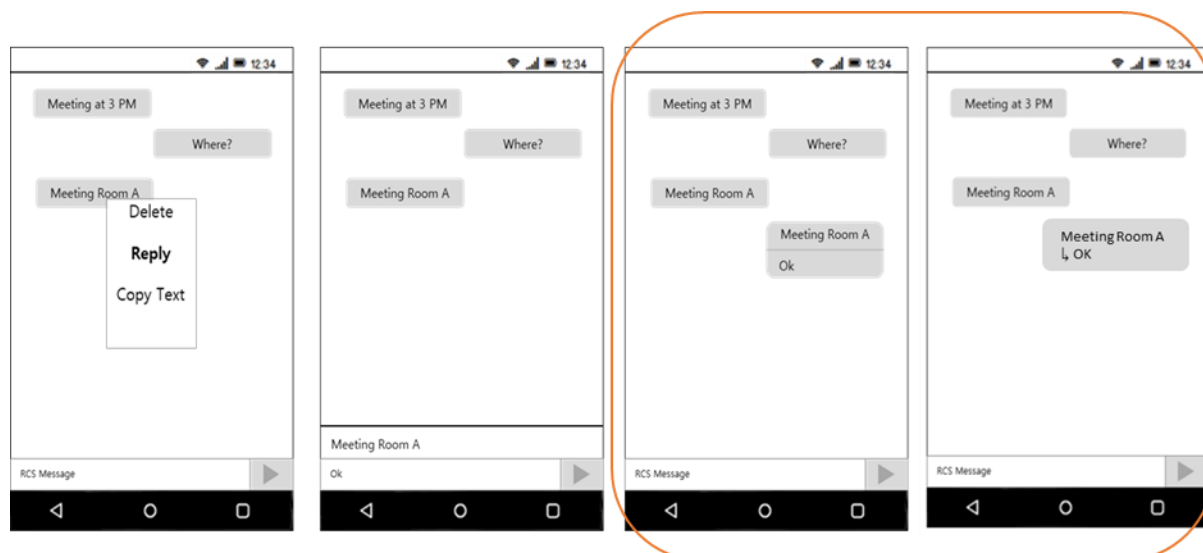 12:34
Meeting at 3 PM
Where?
Meeting Room A
Delete
Reply
Copy Text
RCS Message
12:34
Meeting at 3 PM
Where?
Meeting Room A
Meeting Room A
Ok
12:34
Meeting at 3 PM
Where?
Meeting Room A
Meeting Room A
Ok
RCS Message
12:34
Meeting at 3 PM
Where?
Meeting Room A
Meeting Room A
↳ OK
RCS Message